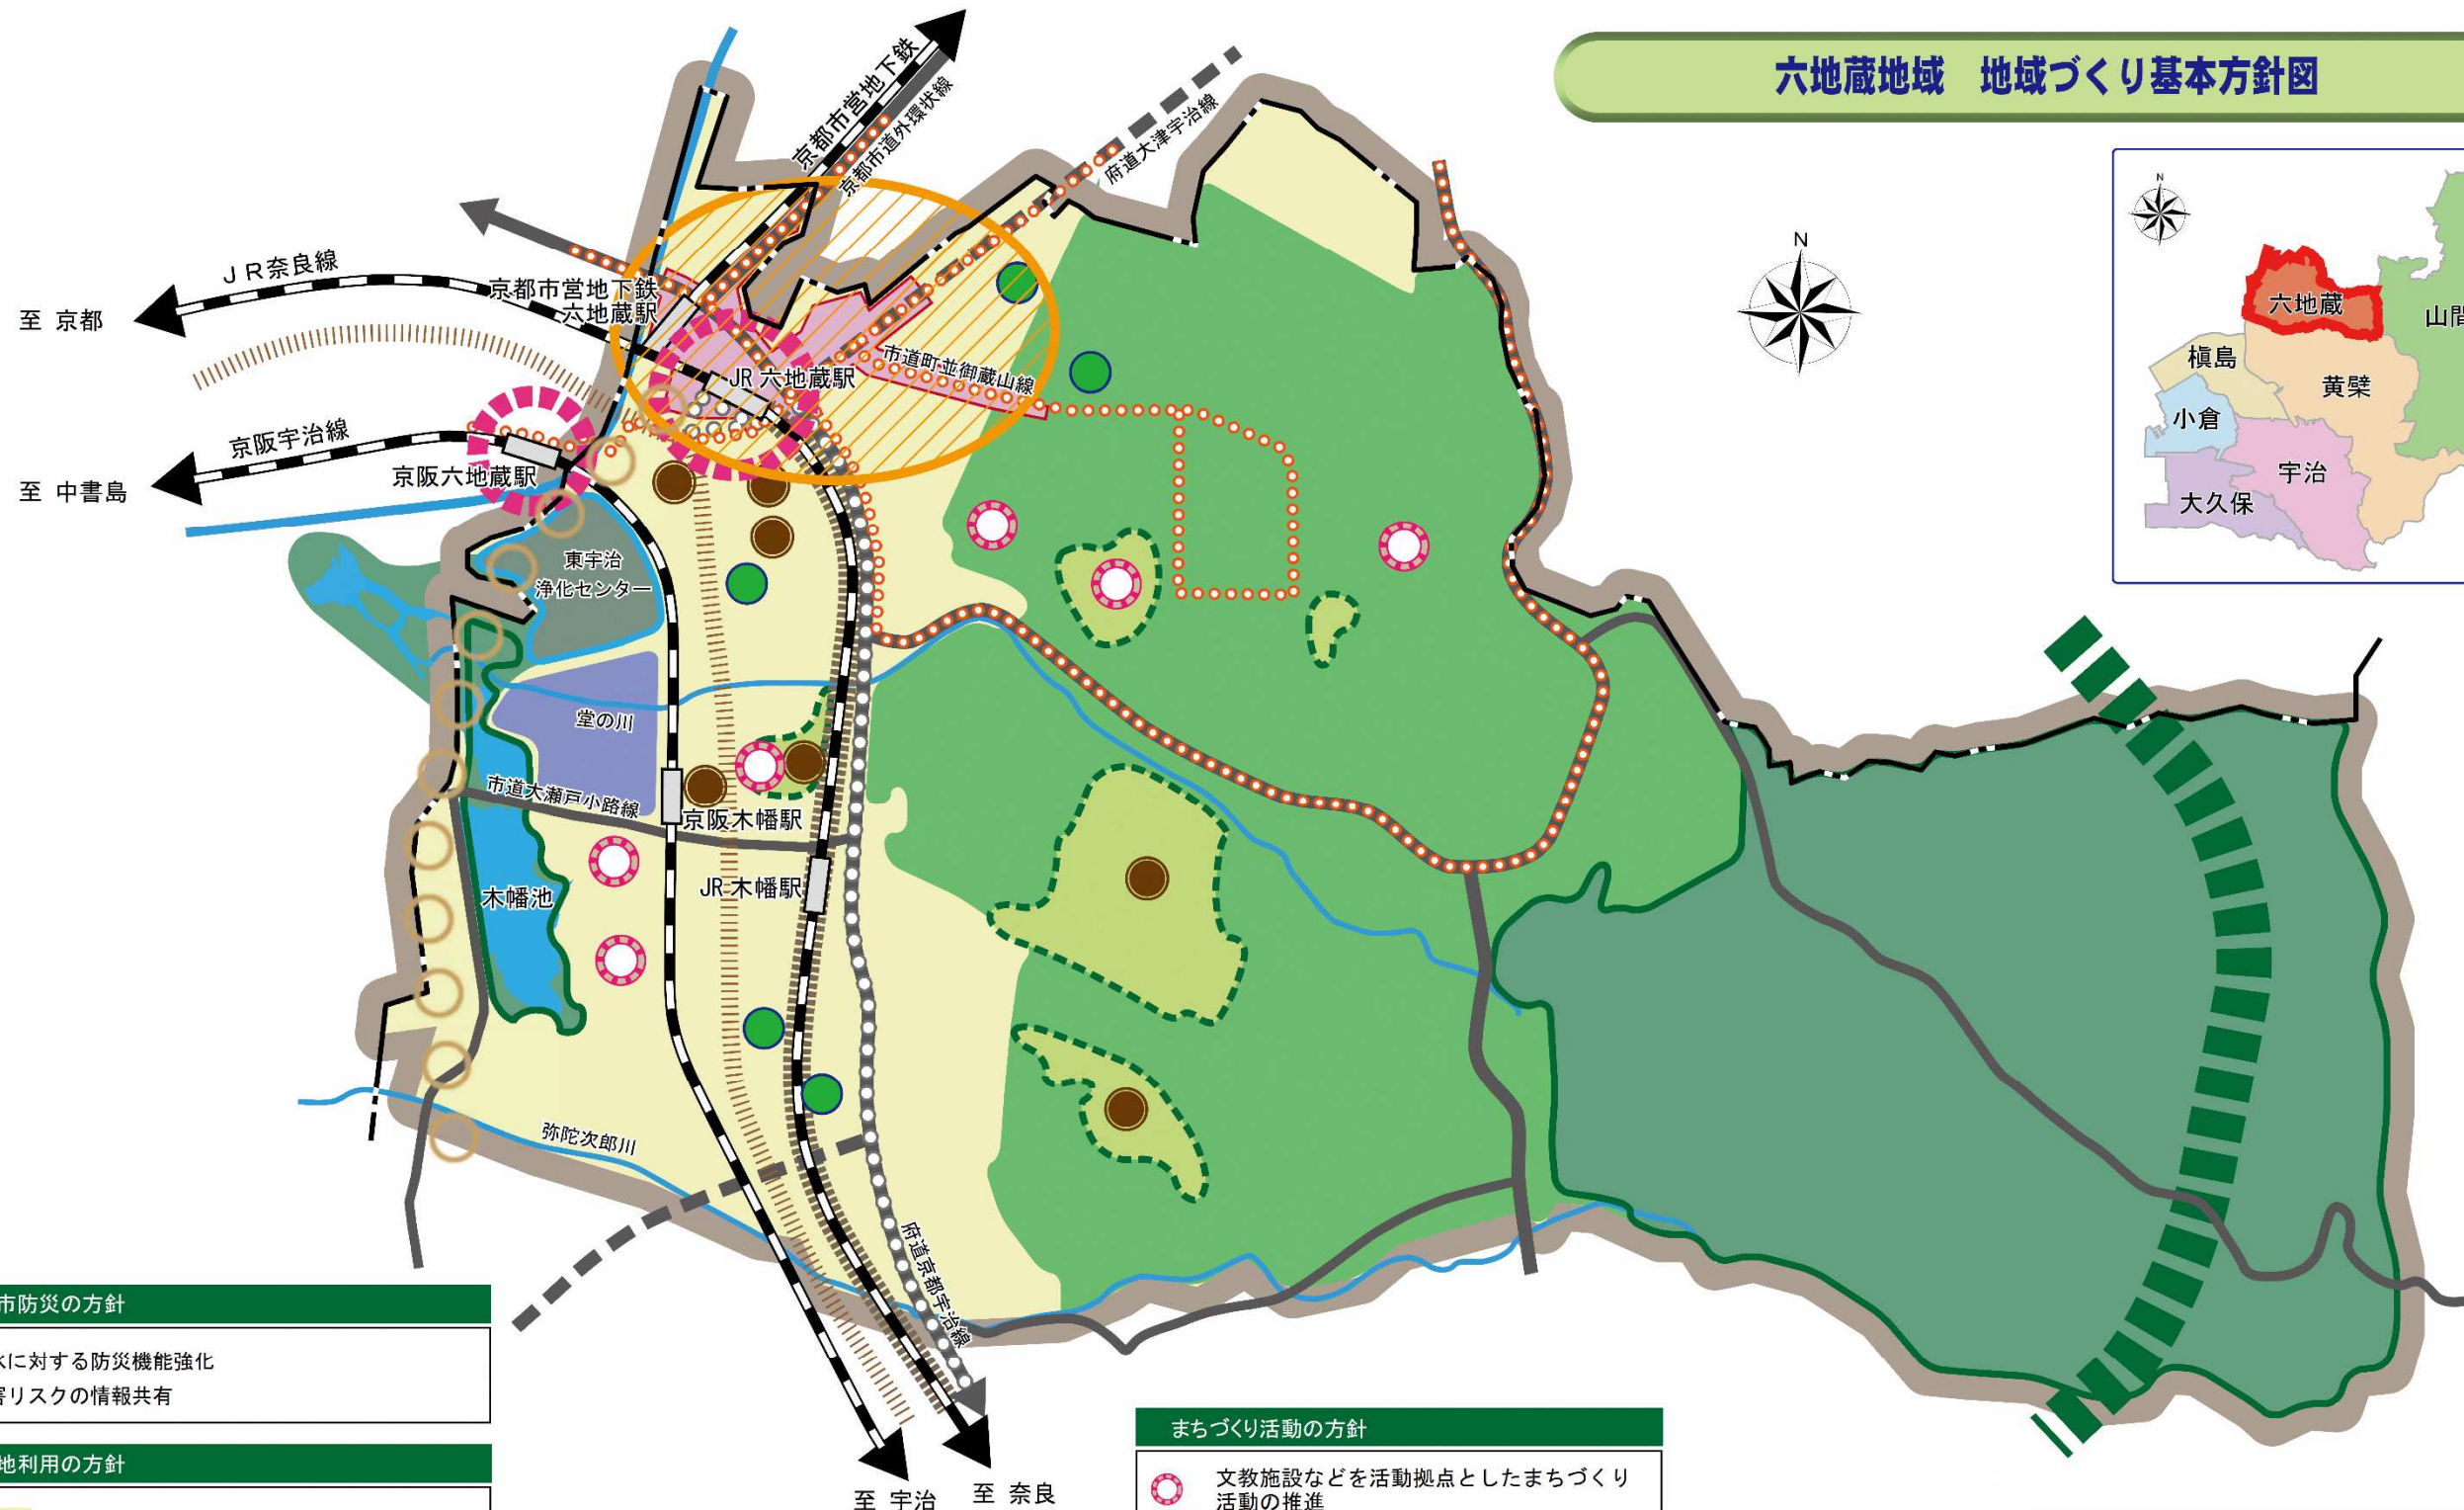 六地蔵地域　地域づくり基本方針図
京都市営地下鉄
京都市道外環状線
府道大津宇治線
N
N
六地蔵
山間
槇島
黄檗
小倉
宇治
大久保
ＪＲ奈良線
至 京都
京都市営地下鉄
六地蔵駅
JR 六地蔵駅
市道町並御蔵山線
京阪宇治線
京阪六地蔵駅
至 中書島
東宇治
浄化センター
堂の川
市道大瀬戸小路線
京阪木幡駅
JR 木幡駅
木幡池
弥陀次郎川
府道京都宇治線
市防災の方針
に対する防災機能強化
害リスクの情報共有
地利用の方針
まちづくり活動の方針
文教施設などを活動拠点としたまちづくり
活動の推進
至 宇治
至 奈良